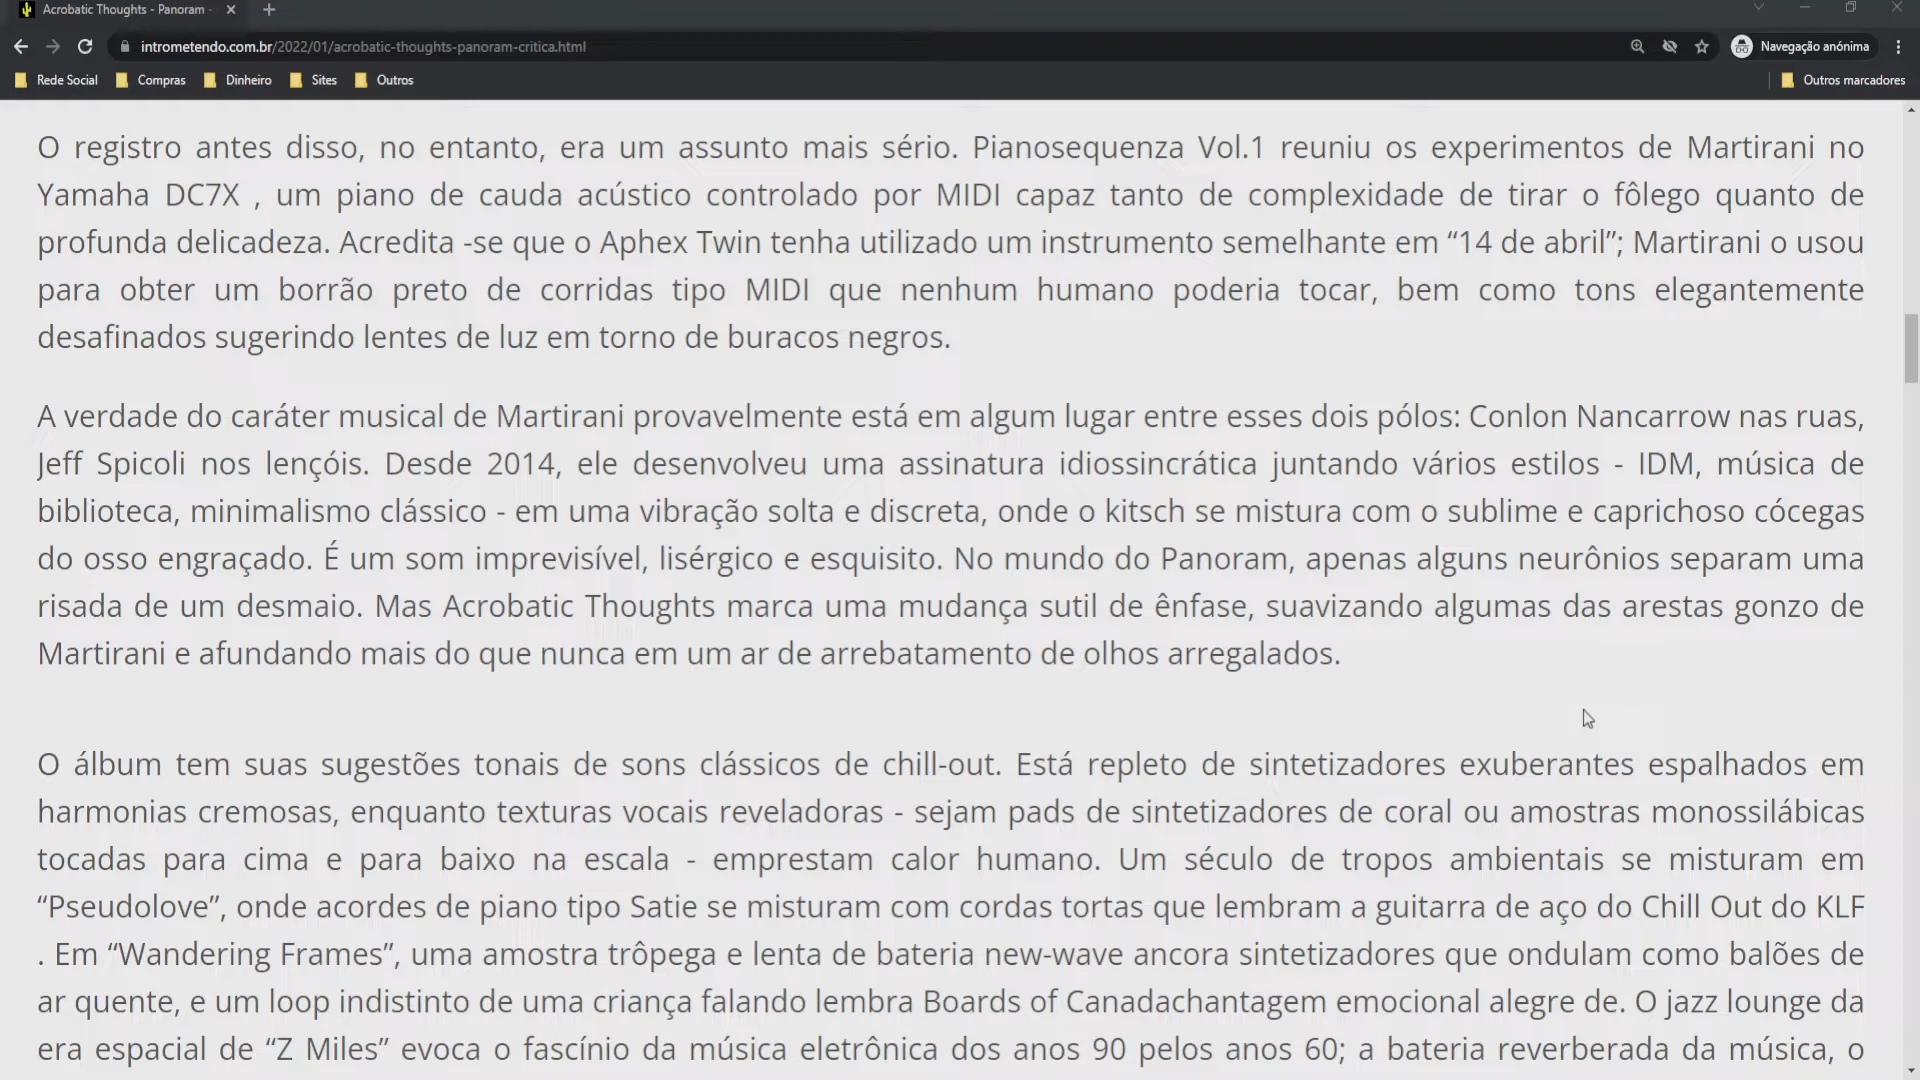 Acrobatic Thoughts - Panoram -
intrometendo.com.br/2022/01/acrobatic-thoughts-panoram-critica.html
Navegação anónima
Rede Social
Compras
Dinheiro
Sites
Outros
Outros marcadores
O registro antes disso, no entanto, era um assunto mais sério. Pianosequenza Vol.1 reuniu os experimentos de Martirani no
Yamaha DC7X , um piano de cauda acústico controlado por MIDI capaz tanto de complexidade de tirar o fôlego quanto de
profunda delicadeza. Acredita -se que o Aphex Twin tenha utilizado um instrumento semelhante em “14 de abril”; Martirani o usou
para obter um borrão preto de corridas tipo MIDI que nenhum humano poderia tocar, bem como tons elegantemente
desafinados sugerindo lentes de luz em torno de buracos negros.
A verdade do caráter musical de Martirani provavelmente está em algum lugar entre esses dois pólos: Conlon Nancarrow nas ruas,
Jeff Spicoli nos lençóis. Desde 2014, ele desenvolveu uma assinatura idiossincrática juntando vários estilos - IDM, música de
biblioteca, minimalismo clássico - em uma vibração solta e discreta, onde o kitsch se mistura com o sublime e caprichoso cócegas
do osso engraçado. É um som imprevisível, lisérgico e esquisito. No mundo do Panoram, apenas alguns neurônios separam uma
risada de um desmaio. Mas Acrobatic Thoughts marca uma mudança sutil de ênfase, suavizando algumas das arestas gonzo de
Martirani e afundando mais do que nunca em um ar de arrebatamento de olhos arregalados.
O álbum tem suas sugestões tonais de sons clássicos de chill-out. Está repleto de sintetizadores exuberantes espalhados em
harmonias cremosas, enquanto texturas vocais reveladoras - sejam pads de sintetizadores de coral ou amostras monossilábicas
tocadas para cima e para baixo na escala - emprestam calor humano. Um século de tropos ambientais se misturam em
“Pseudolove”, onde acordes de piano tipo Satie se misturam com cordas tortas que lembram a guitarra de aço do Chill Out do KLF
. Em “Wandering Frames”, uma amostra trôpega e lenta de bateria new-wave ancora sintetizadores que ondulam como balões de
ar quente, e um loop indistinto de uma criança falando lembra Boards of Canadachantagem emocional alegre de. O jazz lounge da
era espacial de “Z Miles” evoca o fascínio da música eletrônica dos anos 90 pelos anos 60; a bateria reverberada da música, o